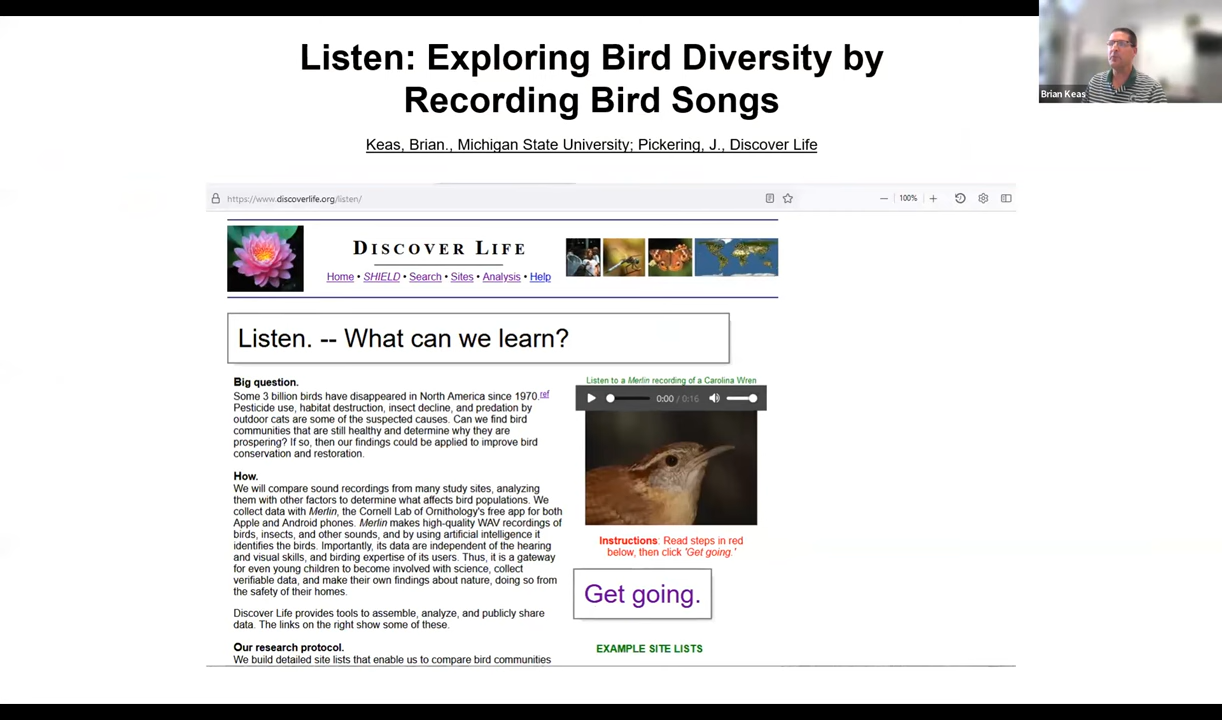 Listen: Exploring Bird Diversity by
Recording Bird Songs
Brian Keas
Keas, Brian., Michigan State University; Pickering, J., Discover Life
https://www.discoverlife.org/listen/
100%
DISCOVER LIFE
Home • SHIELD • Search • Sites • Analysis • Help
Listen. -- What can we learn?
Big question.
Some 3 billion birds have disappeared in North America since 1970.ref
Pesticide use, habitat destruction, insect decline, and predation by
outdoor cats are some of the suspected causes. Can we find bird
communities that are still healthy and determine why they are
prospering? If so, then our findings could be applied to improve bird
conservation and restoration.
How.
We will compare sound recordings from many study sites, analyzing
them with other factors to determine what affects bird populations. We
collect data with Merlin, the Cornell Lab of Ornithology's free app for both
Apple and Android phones. Merlin makes high-quality WAV recordings of
birds, insects, and other sounds, and by using artificial intelligence it
identifies the birds. Importantly, its data are independent of the hearing
and visual skills, and birding expertise of its users. Thus, it is a gateway
for even young children to become involved with science, collect
verifiable data, and make their own findings about nature, doing so from
the safety of their homes.
Discover Life provides tools to assemble, analyze, and publicly share
data. The links on the right show some of these.
Our research protocol.
We build detailed site lists that enable us to compare bird communities
Listen to a Merlin recording of a Carolina Wren
0:00 / 0:16
Instructions: Read steps in red
below, then click 'Get going.'
Get going.
EXAMPLE SITE LISTS